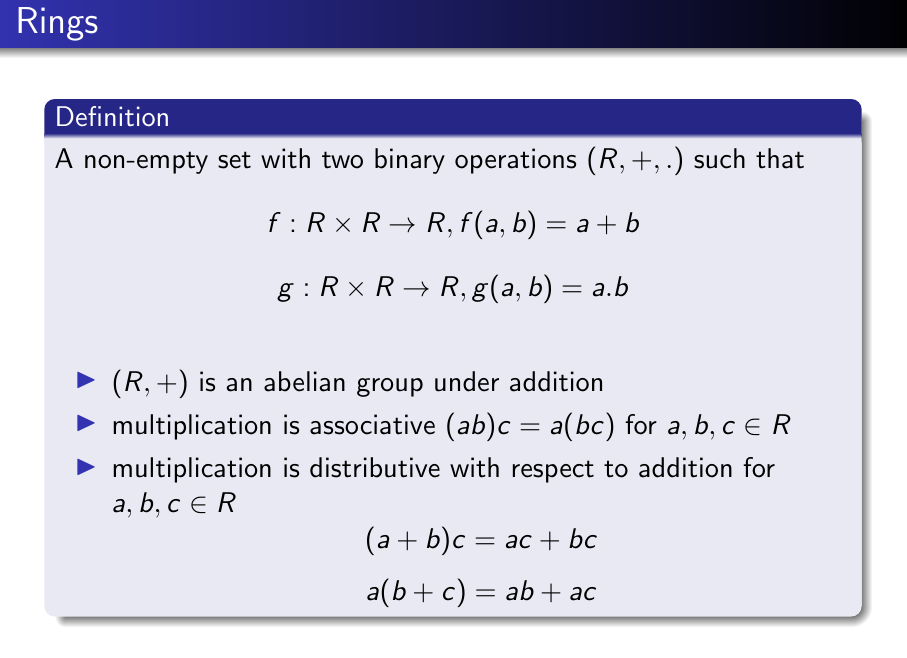 Rings
Definition
A non-empty set with two binary operations (R, +, .) such that
f : R × R → R, f(a, b) = a + b
g : R × R → R, g(a, b) = a.b
▶ (R, +) is an abelian group under addition
▶ multiplication is associative (ab)c = a(bc) for a, b, c ∈ R
▶ multiplication is distributive with respect to addition for
a, b, c ∈ R
(a + b)c = ac + bc
a(b + c) = ab + ac